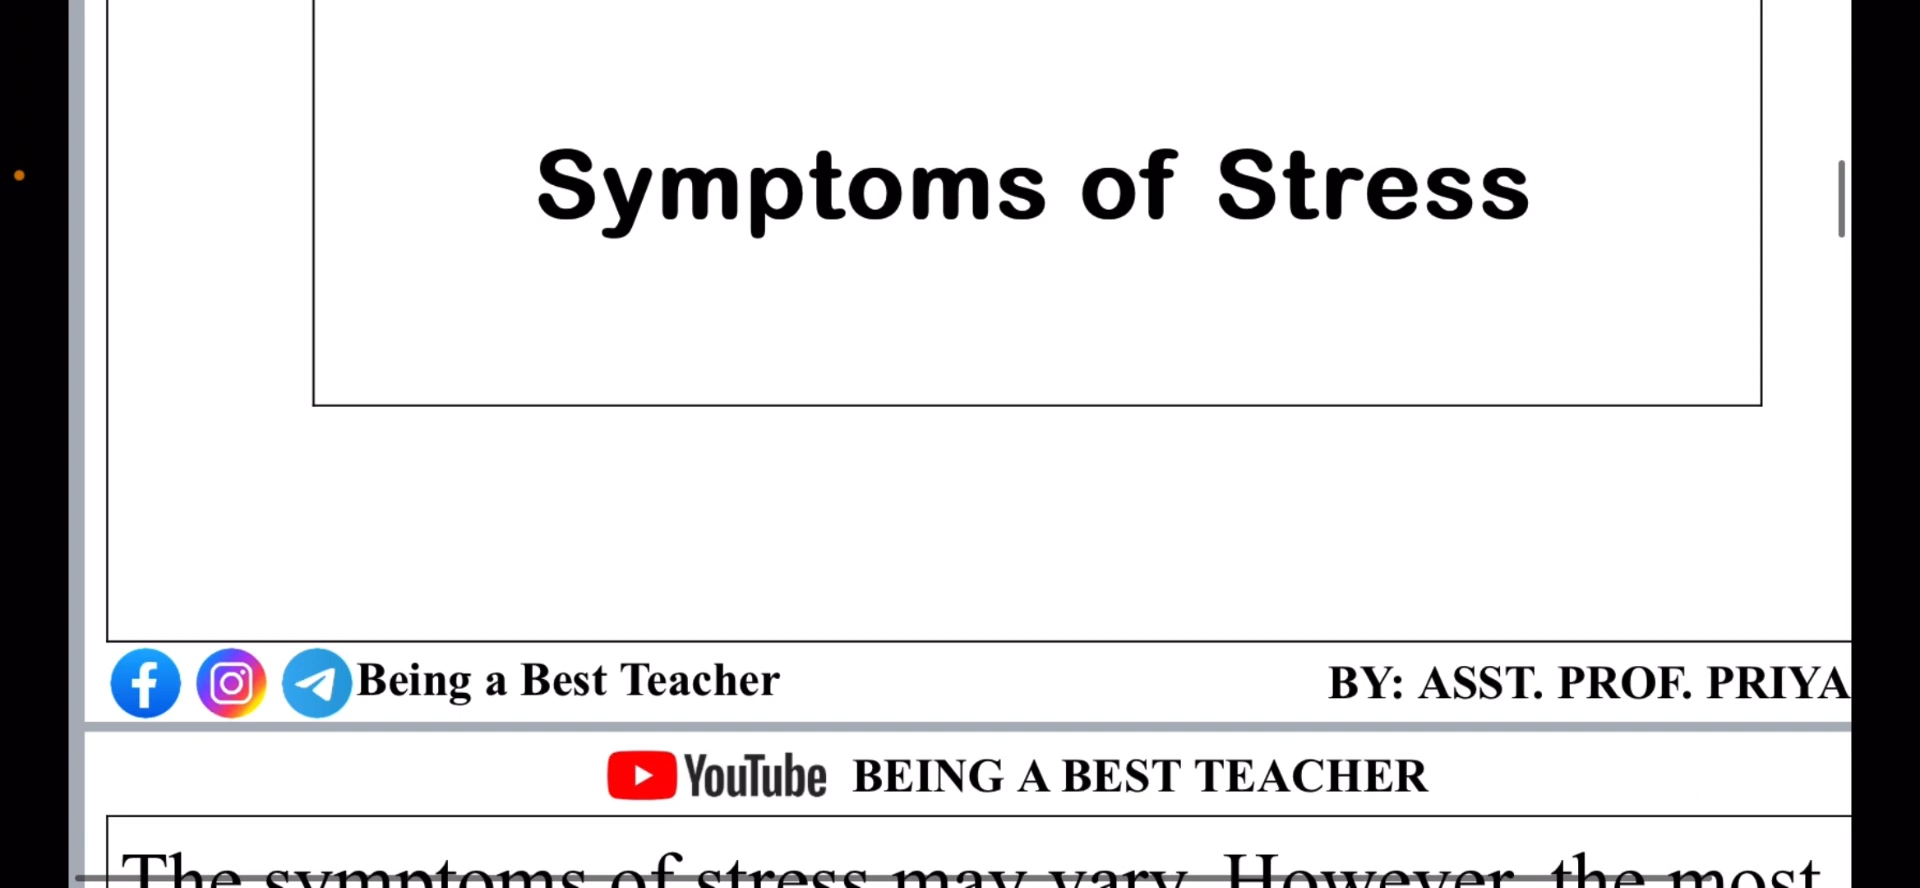 Symptoms of Stress
Being a Best Teacher
BY: ASST. PROF. PRIYA
YouTube BEING A BEST TEACHER
The symptoms of stress may vary. However, the most